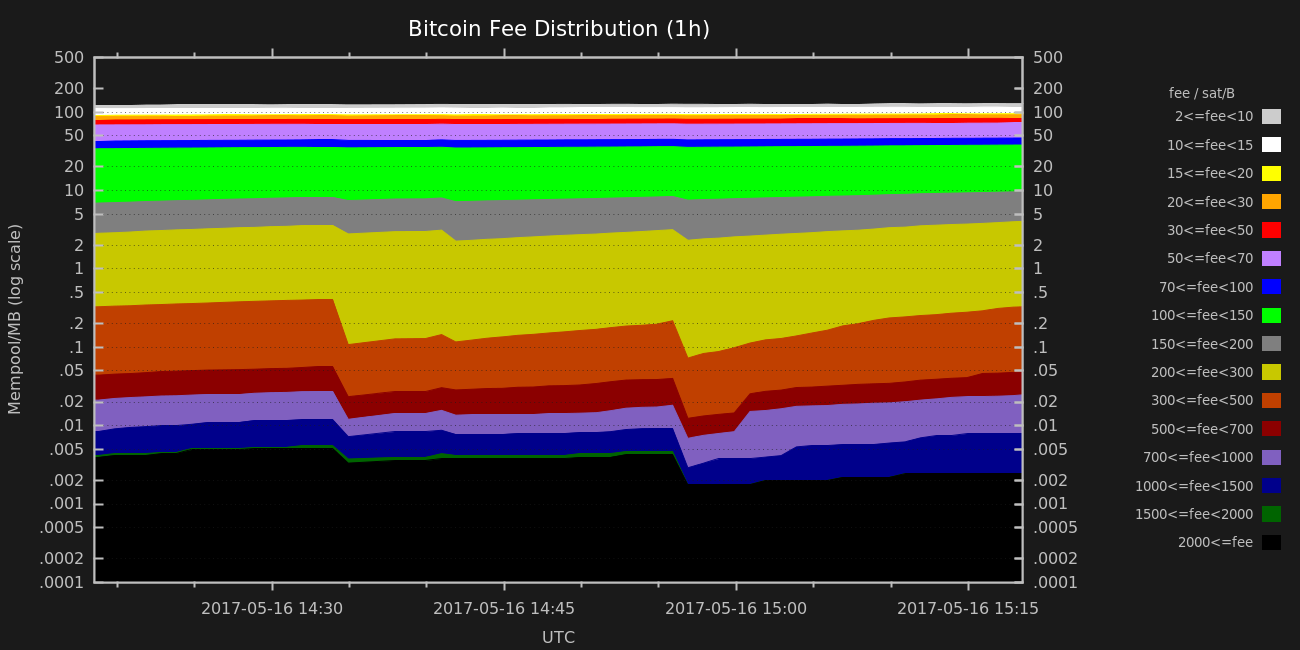 Bitcoin Fee Distribution (1h)
500 500
200 200
100 100
50 50
20 20
10 10
5 5
2 2
1 1
.5 .5
.2 .2
.1 .1
.05 .05
.02 .02
.01 .01
.005 .005
.002 .002
.001 .001
.0005 .0005
.0002 .0002
.0001 .0001
Mempool/MB (log scale)
2017-05-16 14:30 2017-05-16 14:45 2017-05-16 15:00 2017-05-16 15:15
UTC
fee / sat/B
2<=fee<10
10<=fee<15
15<=fee<20
20<=fee<30
30<=fee<50
50<=fee<70
70<=fee<100
100<=fee<150
150<=fee<200
200<=fee<300
300<=fee<500
500<=fee<700
700<=fee<1000
1000<=fee<1500
1500<=fee<2000
2000<=fee